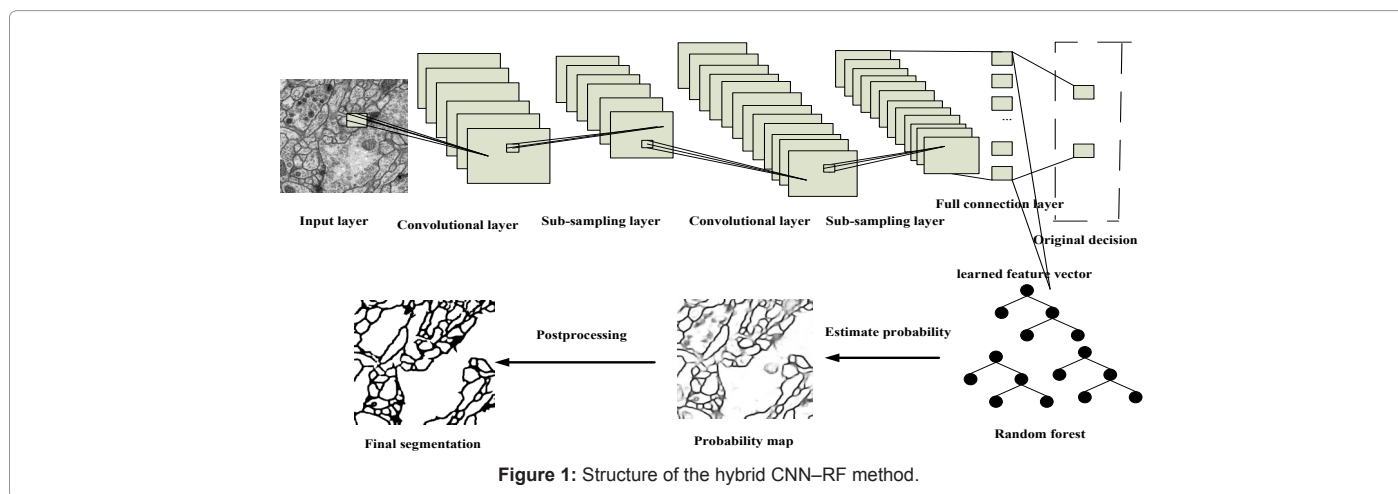 ...
Input layer
Convolutional layer
Sub-sampling layer
Convolutional layer
Sub-sampling layer
Full connection layer
Original decision
learned feature vector
Postprocessing
Estimate probability
Final segmentation
Probability map
Random forest
Figure 1: Structure of the hybrid CNN–RF method.